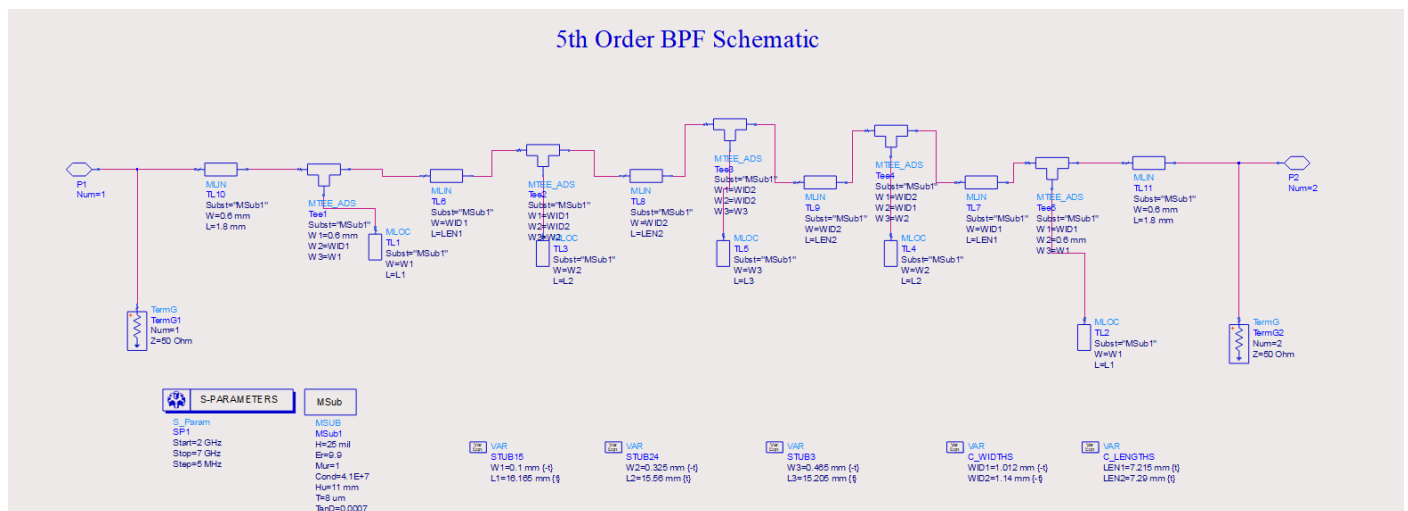 5th Order BPF Schematic
P1
Num=1
MLIN
TL10
Subst="MSub1"
W=0.6 mm
L=1.8 mm
MTEE_ADS
Tee1
Subst="MSub1"
W1=0.6 mm
W2=WID1
W3=W1
MLOC
TL1
Subst="MSub1"
W=W1
L=L1
MLIN
TL6
Subst="MSub1"
W=WID1
L=LEN1
MTEE_ADS
Tee2
Subst="MSub1"
W1=WID1
W2=WID2
W3=W2
MLOC
TL3
Subst="MSub1"
W=W2
L=L2
MLIN
TL8
Subst="MSub1"
W=WID2
L=LEN2
MTEE_ADS
Tee3
Subst="MSub1"
W1=WID2
W2=WID2
W3=W3
MLOC
TL5
Subst="MSub1"
W=W3
L=L3
MLIN
TL9
Subst="MSub1"
W=WID2
L=LEN2
MTEE_ADS
Tee4
Subst="MSub1"
W1=WID2
W2=WID1
W3=W2
MLOC
TL4
Subst="MSub1"
W=W2
L=L2
MLIN
TL7
Subst="MSub1"
W=WID1
L=LEN1
MTEE_ADS
Tee5
Subst="MSub1"
W1=WID1
W2=0.6 mm
W3=W1
MLOC
TL2
Subst="MSub1"
W=W1
L=L1
MLIN
TL11
Subst="MSub1"
W=0.6 mm
L=1.8 mm
P2
Num=2
TermG
TermG1
Num=1
Z=50 Ohm
TermG
TermG2
Num=2
Z=50 Ohm
S-PARAMETERS
S_Param
SP1
Start=2 GHz
Stop=7 GHz
Step=5 MHz
MSub
MSUB
MSub1
H=25 mil
Er=9.9
Mur=1
Cond=4.1E+7
Hu=11 mm
T=8 um
TanD=0.0007
Var
Eqn
VAR
STUB15
W1=0.1 mm {-t}
L1=16.165 mm {t}
Var
Eqn
VAR
STUB24
W2=0.325 mm {-t}
L2=15.56 mm {t}
Var
Eqn
VAR
STUB3
W3=0.465 mm {-t}
L3=15.205 mm {t}
Var
Eqn
VAR
C_WIDTHS
WID1=1.012 mm {-t}
WID2=1.14 mm {-t}
Var
Eqn
VAR
C_LENGTHS
LEN1=7.215 mm {t}
LEN2=7.29 mm {t}